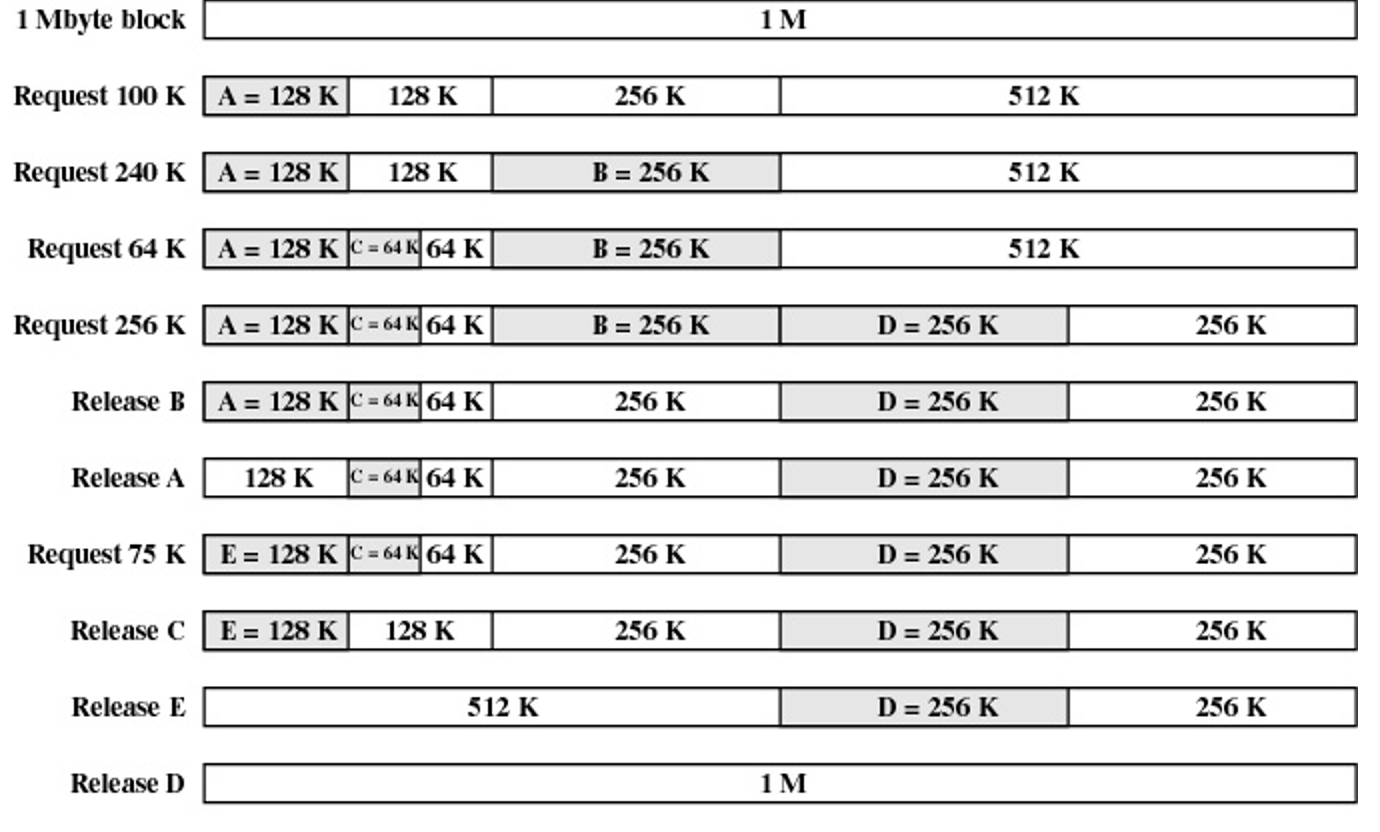 1 Mbyte block 1 M
Request 100 K A = 128 K 128 K 256 K 512 K
Request 240 K A = 128 K 128 K B = 256 K 512 K
Request 64 K A = 128 K C = 64 K 64 K B = 256 K 512 K
Request 256 K A = 128 K C = 64 K 64 K B = 256 K D = 256 K 256 K
Release B A = 128 K C = 64 K 64 K 256 K D = 256 K 256 K
Release A 128 K C = 64 K 64 K 256 K D = 256 K 256 K
Request 75 K E = 128 K C = 64 K 64 K 256 K D = 256 K 256 K
Release C E = 128 K 128 K 256 K D = 256 K 256 K
Release E 512 K D = 256 K 256 K
Release D 1 M